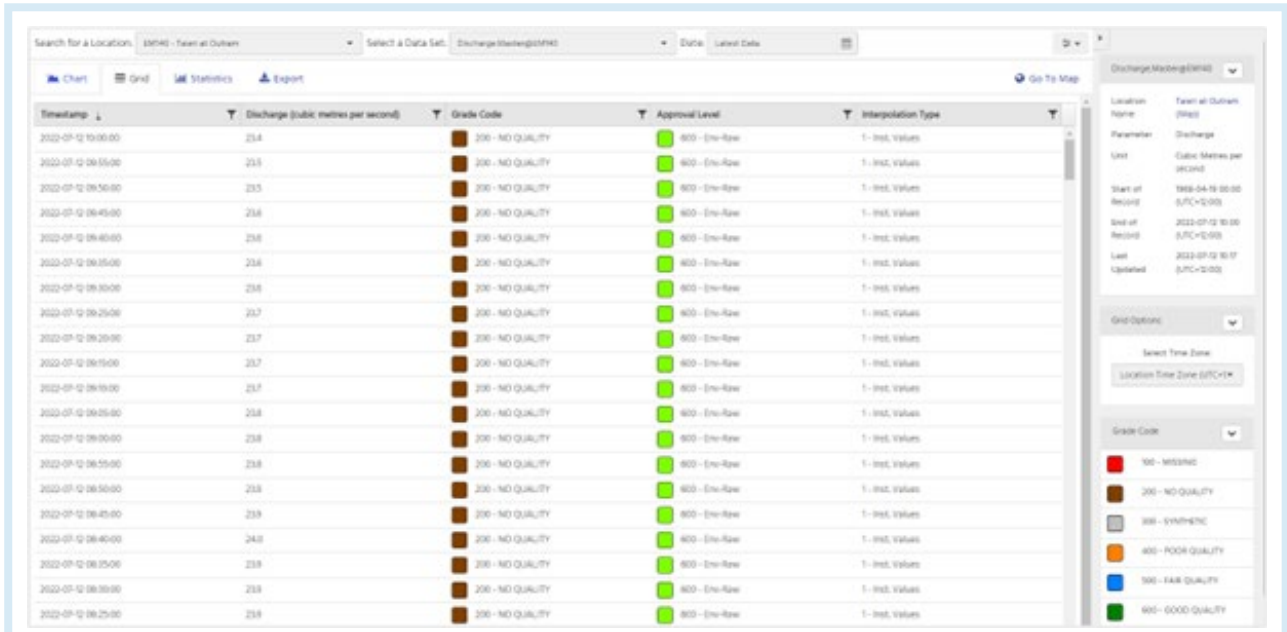 Search for a Location: EM140 - Taieri at Outram Select a Data Set: Discharge.Master@EM140 Date: Latest Data
Chart Grid Statistics Export Go To Map
Timestamp Discharge (cubic metres per second) Grade Code Approval Level Interpolation Type
2022-07-12 10:00:00 23.4 200 - NO QUALITY 600 - Env-Raw 1 - Inst. Values
2022-07-12 09:55:00 23.5 200 - NO QUALITY 600 - Env-Raw 1 - Inst. Values
2022-07-12 09:50:00 23.5 200 - NO QUALITY 600 - Env-Raw 1 - Inst. Values
2022-07-12 09:45:00 23.6 200 - NO QUALITY 600 - Env-Raw 1 - Inst. Values
2022-07-12 09:40:00 23.6 200 - NO QUALITY 600 - Env-Raw 1 - Inst. Values
2022-07-12 09:35:00 23.6 200 - NO QUALITY 600 - Env-Raw 1 - Inst. Values
2022-07-12 09:30:00 23.6 200 - NO QUALITY 600 - Env-Raw 1 - Inst. Values
2022-07-12 09:25:00 23.7 200 - NO QUALITY 600 - Env-Raw 1 - Inst. Values
2022-07-12 09:20:00 23.7 200 - NO QUALITY 600 - Env-Raw 1 - Inst. Values
2022-07-12 09:15:00 23.7 200 - NO QUALITY 600 - Env-Raw 1 - Inst. Values
2022-07-12 09:10:00 23.7 200 - NO QUALITY 600 - Env-Raw 1 - Inst. Values
2022-07-12 09:05:00 23.8 200 - NO QUALITY 600 - Env-Raw 1 - Inst. Values
2022-07-12 09:00:00 23.8 200 - NO QUALITY 600 - Env-Raw 1 - Inst. Values
2022-07-12 08:55:00 23.8 200 - NO QUALITY 600 - Env-Raw 1 - Inst. Values
2022-07-12 08:50:00 200 - NO QUALITY 600 - Env-Raw 1 - Inst. Values
2022-07-12 08:45:00 23.9 200 - NO QUALITY 600 - Env-Raw 1 - Inst. Values
2022-07-12 08:40:00 24.0 200 - NO QUALITY 600 - Env-Raw 1 - Inst. Values
2022-07-12 08:35:00 23.9 200 - NO QUALITY 600 - Env-Raw 1 - Inst. Values
2022-07-12 08:30:00 23.9 200 - NO QUALITY 600 - Env-Raw 1 - Inst. Values
2022-07-12 08:25:00 23.9 200 - NO QUALITY 600 - Env-Raw 1 - Inst. Values
Discharge.Master@EM140
Location Taieri at Outram
Name (Map)
Parameter Discharge
Unit Cubic Metres per
second
Start of 00:00
Record (UTC+12:00)
End of 2022-07-12 10:00
Record (UTC+12:00)
Last 2022-07-12 10:17
Updated (UTC+12:00)
Grid Options
Select Time Zone:
Location Time Zone (UTC+1
Grade Code
100 - MISSING
200 - NO QUALITY
300 - SYNTHETIC
400 - POOR QUALITY
500 - FAIR QUALITY
600 - GOOD QUALITY